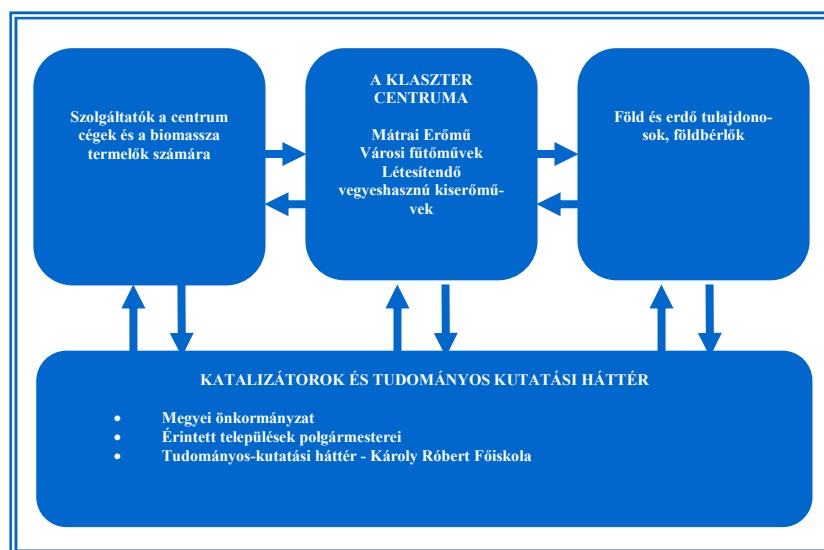 Szolgáltatók a centrum
cégek és a biomassza
termelők számára
A KLASZTER
CENTRUMA
Mátrai Erőmű
Városi fűtőművek
Létesítendő
vegyeshasznú kiserőmű-
vek
Föld és erdő tulajdono-
sok, földbérlők
KATALIZÁTOROK ÉS TUDOMÁNYOS KUTATÁSI HÁTTÉR
• Megyei önkormányzat
• Érintett települések polgármesterei
• Tudományos-kutatási háttér - Károly Róbert Főiskola